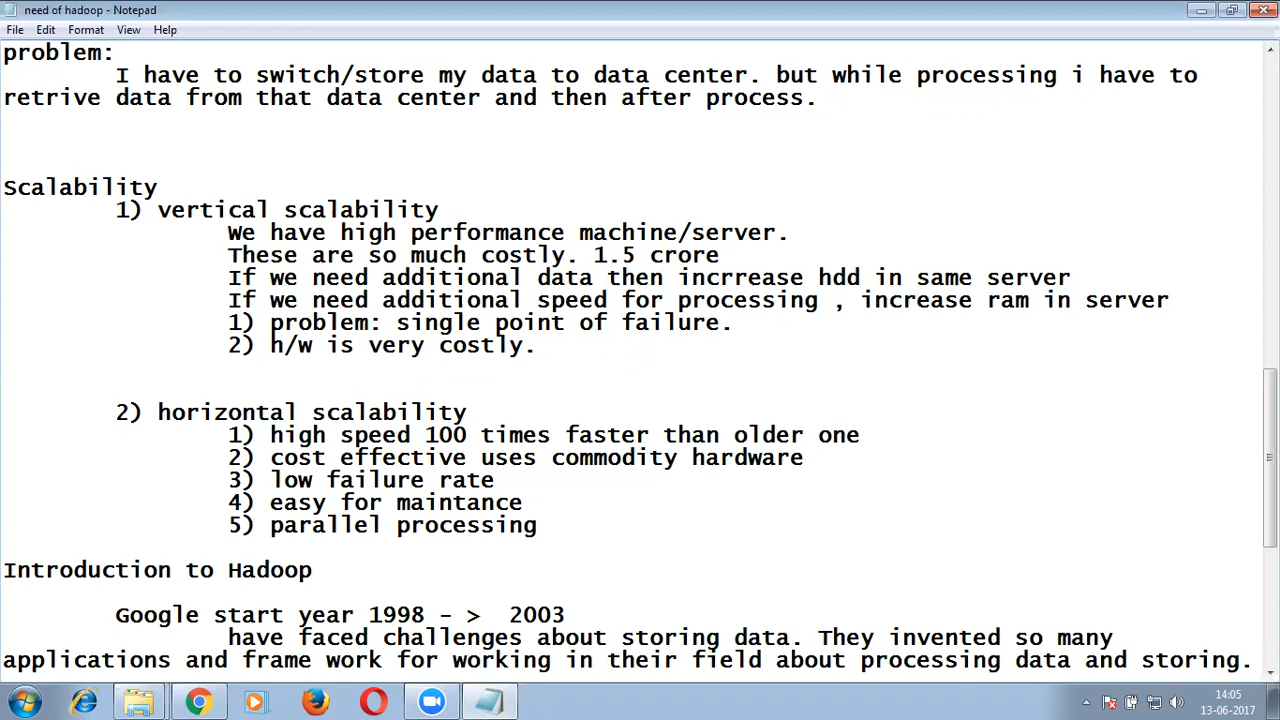 need of hadoop - Notepad
File Edit Format View Help
problem:
I have to switch/store my data to data center. but while processing i have to
retrive data from that data center and then after process.
Scalability
1) vertical scalability
We have high performance machine/server.
These are so much costly. 1.5 crore
If we need additional data then incrrease hdd in same server
If we need additional speed for processing , increase ram in server
1) problem: single point of failure.
2) h/w is very costly.
2) horizontal scalability
1) high speed 100 times faster than older one
2) cost effective uses commodity hardware
3) low failure rate
4) easy for maintance
5) parallel processing
Introduction to Hadoop
Google start year 1998 - > 2003
have faced challenges about storing data. They invented so many
applications and frame work for working in their field about processing data and storing.
14:05
13-06-2017